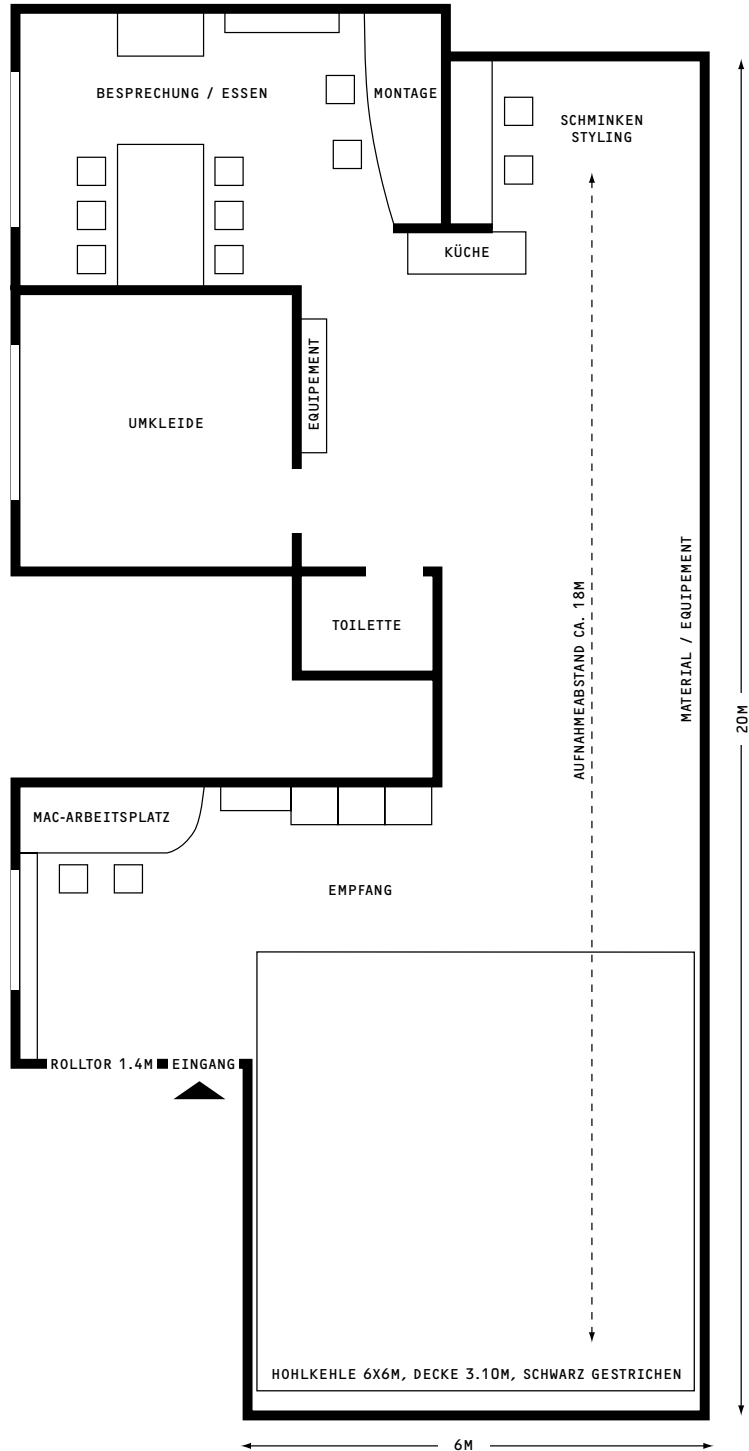 BESPRECHUNG / ESSEN
MONTAGE
SCHMINKEN
STYLING
KÜCHE
EQUIPEMENT
UMKLEIDE
TOILETTE
AUFNAHMEABSTAND CA. 18M
MATERIAL / EQUIPEMENT
20M
MAC-ARBEITSPLATZ
EMPFANG
ROLLTOR 1.4M
EINGANG
HOHLKEHLE 6X6M, DECKE 3.10M, SCHWARZ GESTRICHEN
6M